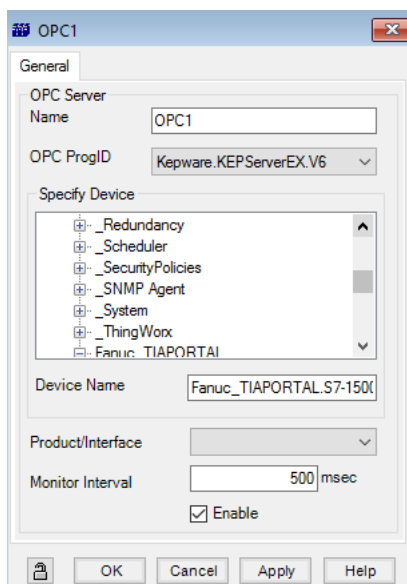 OPC1
General
OPC Server
Name OPC1
OPC ProgID Kepware.KEPServerEX.V6
Specify Device
_Redundancy
_Scheduler
_SecurityPolicies
_SNMP Agent
_System
_ThingWorx
Fanuc_TIAPORTAL
Device Name Fanuc_TIAPORTAL.S7-150(
Product/Interface
Monitor Interval 500 msec
Enable
OK Cancel Apply Help